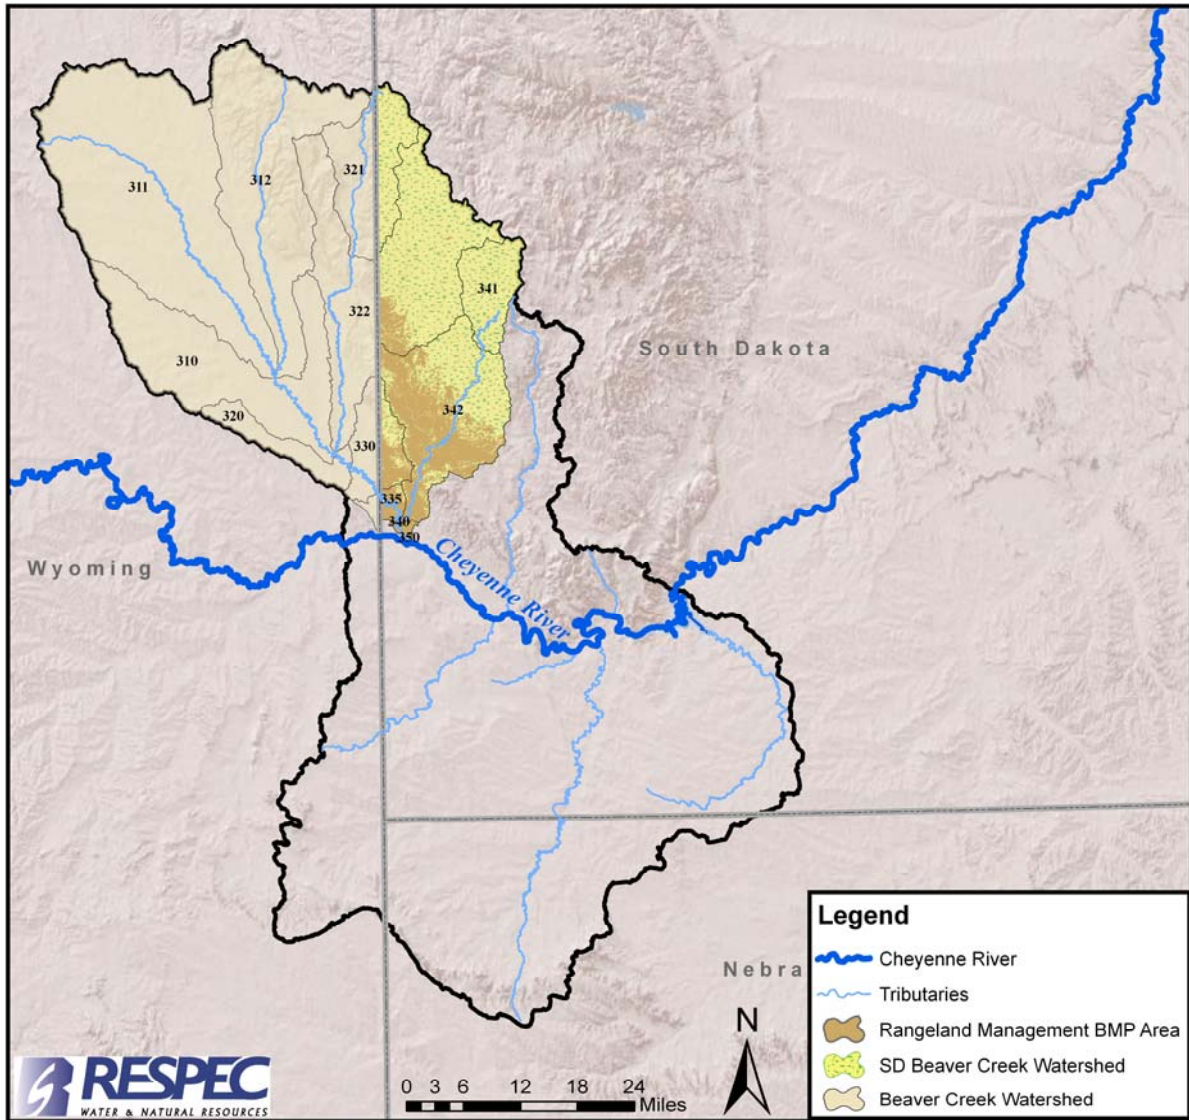 321
312
311
341
322
South Dakota
310
342
320
330
335
340
350
Cheyenne River
Wyoming
Legend
Cheyenne River
Nebra
Tributaries
N
Rangeland Management BMP Area
SD Beaver Creek Watershed
Beaver Creek Watershed
RESPEC
WATER & NATURAL RESOURCES
0 3 6 12 18 24
Miles